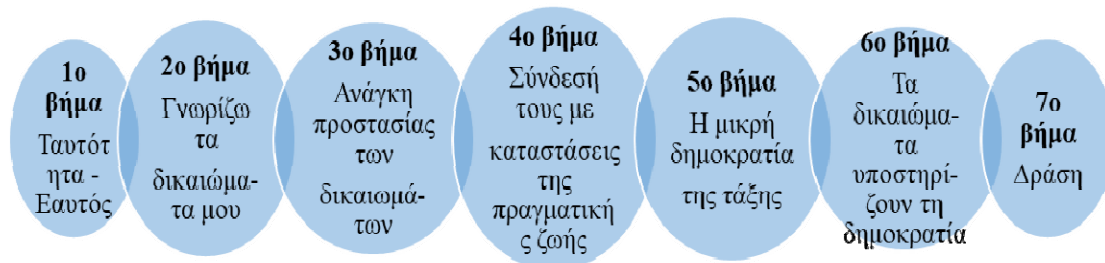 1ο
βήμα
Ταυτότ
ητα -
Εαυτός
2ο βήμα
Γνωρίζω
τα
δικαιώμα-
τα μου
3ο βήμα
Ανάγκη
προστασίας
των
δικαιωμά-
των
4ο βήμα
Σύνδεσή
τους με
καταστάσεις
της
πραγματική
ς ζωής
5ο βήμα
Η μικρή
δημοκρατία
της τάξης
6ο βήμα
Τα
δικαιώμα-
τα
υποστηρί-
ζουν τη
δημοκρατία
7ο
βήμα
Δράση